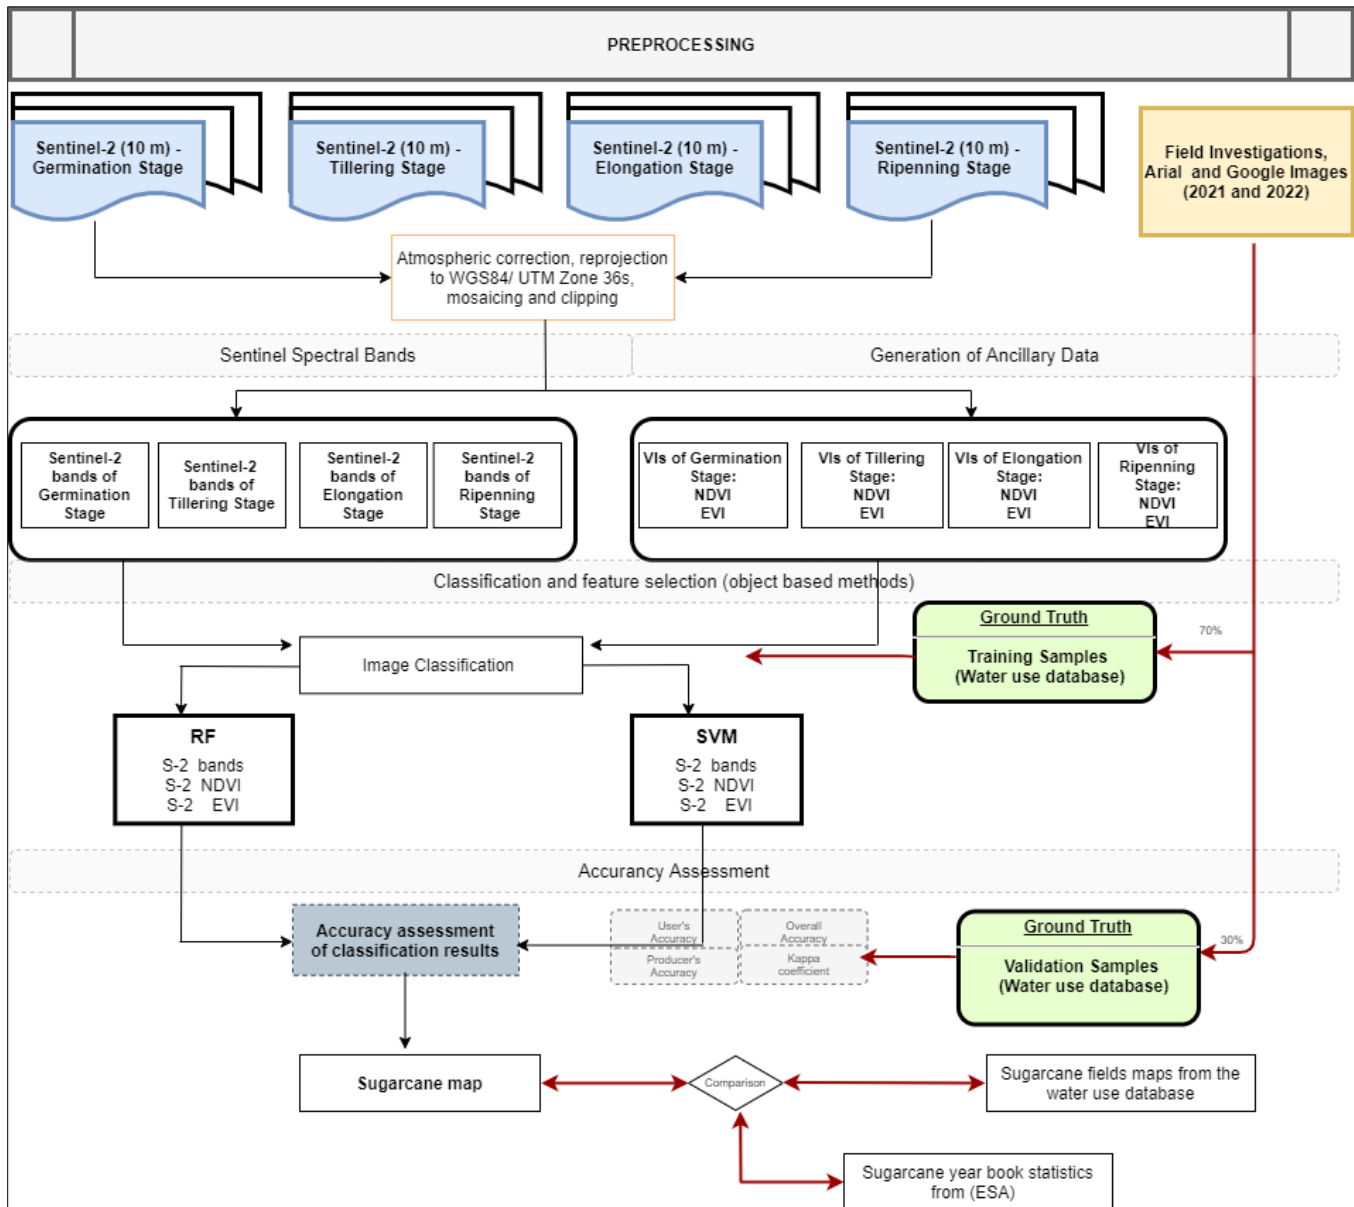 PREPROCESSING
Sentinel-2 (10 m) -
Germination Stage
Sentinel-2 (10 m) -
Tillering Stage
Sentinel-2 (10 m) -
Elongation Stage
Sentinel-2 (10 m) -
Ripenning Stage
Field Investigations,
Arial and Google Images
(2021 and 2022)
Atmospheric correction, reprojection
to WGS84/ UTM Zone 36s,
mosaicing and clipping
Sentinel Spectral Bands
Generation of Ancillary Data
Sentinel-2
bands of
Germination
Stage
Sentinel-2
bands of
Tillering Stage
Sentinel-2
bands of
Elongation
Stage
Sentinel-2
bands of
Ripenning
Stage
VIs of Germination
Stage:
NDVI
EVI
VIs of Tillering
Stage:
NDVI
EVI
VIs of Elongation
Stage:
NDVI
EVI
VIs of
Ripenning
Stage:
NDVI
EVI
Classification and feature selection (object based methods)
Ground Truth
Training Samples
(Water use database)
70%
Image Classification
RF
S-2 bands
S-2 NDVI
S-2 EVI
SVM
S-2 bands
S-2 NDVI
S-2 EVI
Accurancy Assessment
Accuracy assessment
of classification results
User's
Accuracy
Overall
Accuracy
Producer's
Accuracy
Kappa
coefficient
Ground Truth
Validation Samples
(Water use database)
30%
Sugarcane map
Comparison
Sugarcane fields maps from the
water use database
Sugarcane year book statistics
from (ESA)